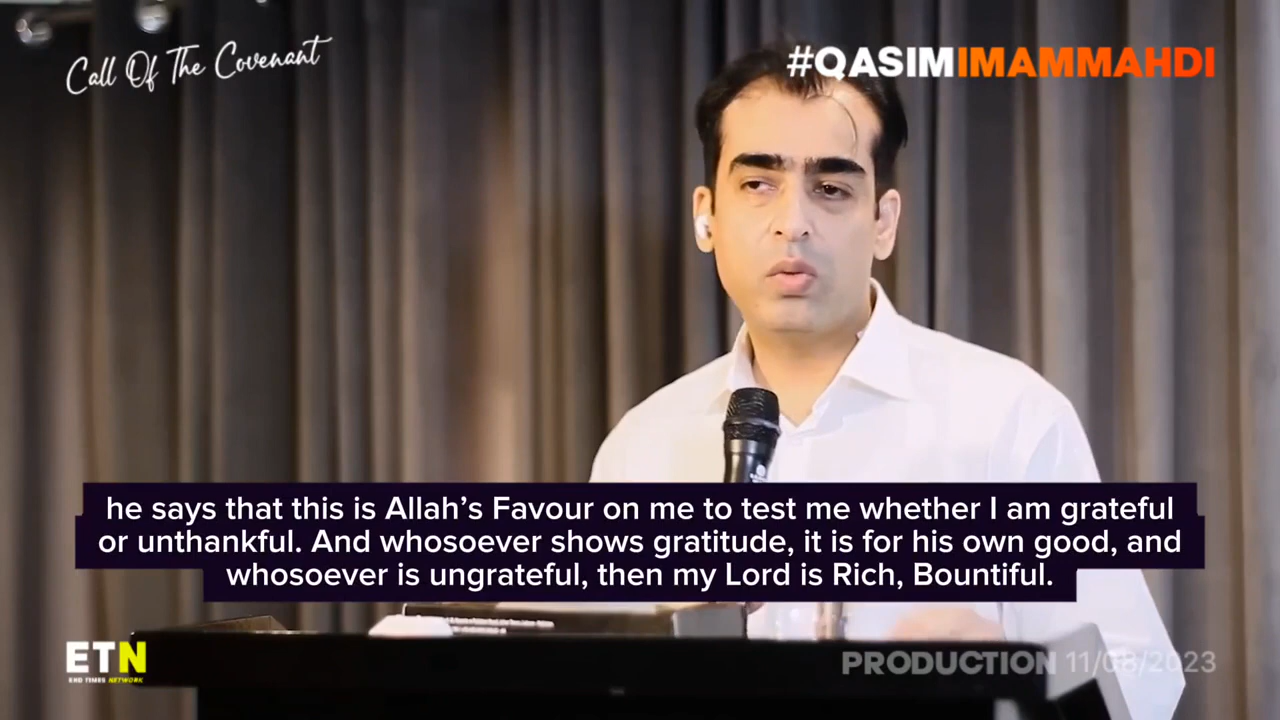 Call Of The Covenant
#QASIMIMAMMAHDI
he says that this is Allah’s Favour on me to test me whether I am grateful
or unthankful. And whosoever shows gratitude, it is for his own good, and
whosoever is ungrateful, then my Lord is Rich, Bountiful.
ETN
END TIMES NETWORK
PRODUCTION 11/08/2023